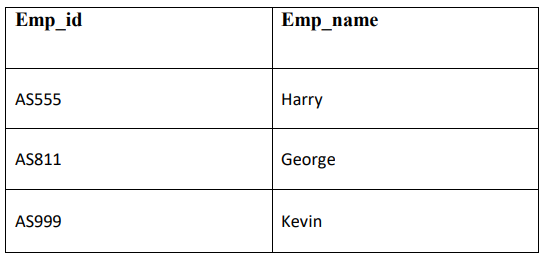 Emp_id Emp_name
AS555 Harry
AS811 George
AS999 Kevin